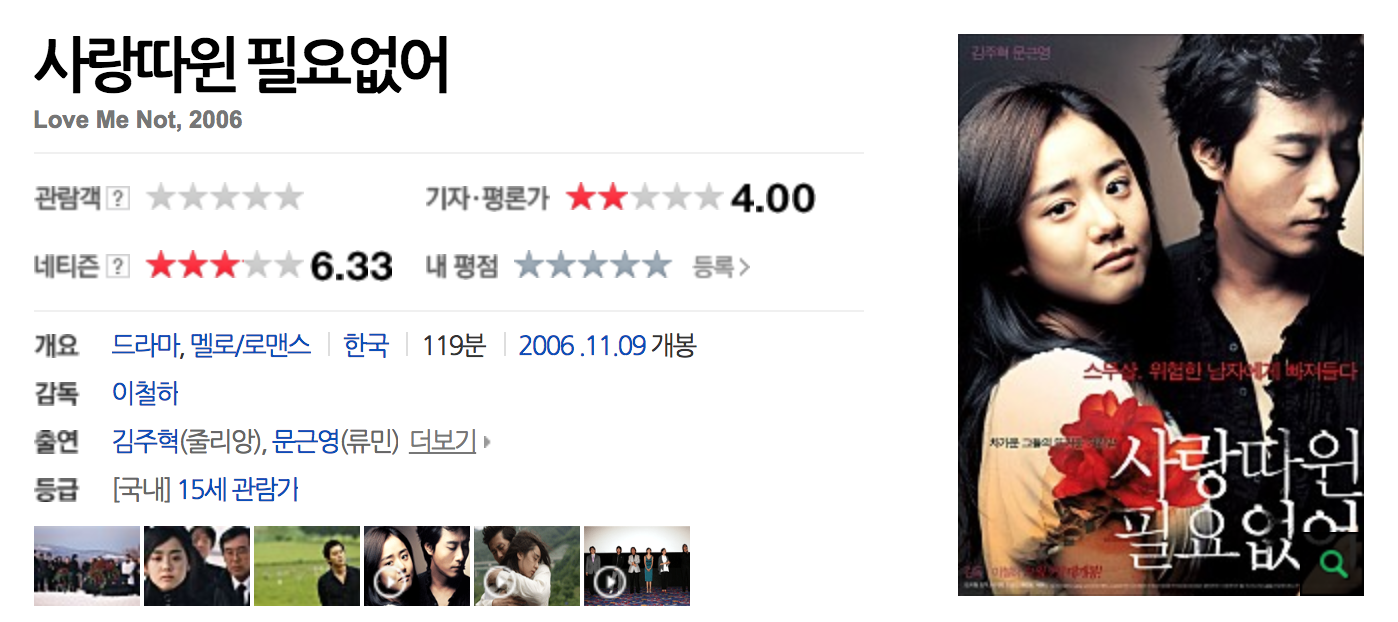 사랑따윈 필요없어
Love Me Not, 2006
관람객 ?
기자·평론가 4.00
네티즌 ? 6.33
내 평점 등록 >
개요 드라마, 멜로/로맨스 한국 119분 2006 .11.09 개봉
감독 이철하
출연 김주혁(줄리앙), 문근영(류민) 더보기
등급 [국내] 15세 관람가
김주혁 문근영
스무살. 위험한 남자에게 빠져들다
사랑따윈
필요없어